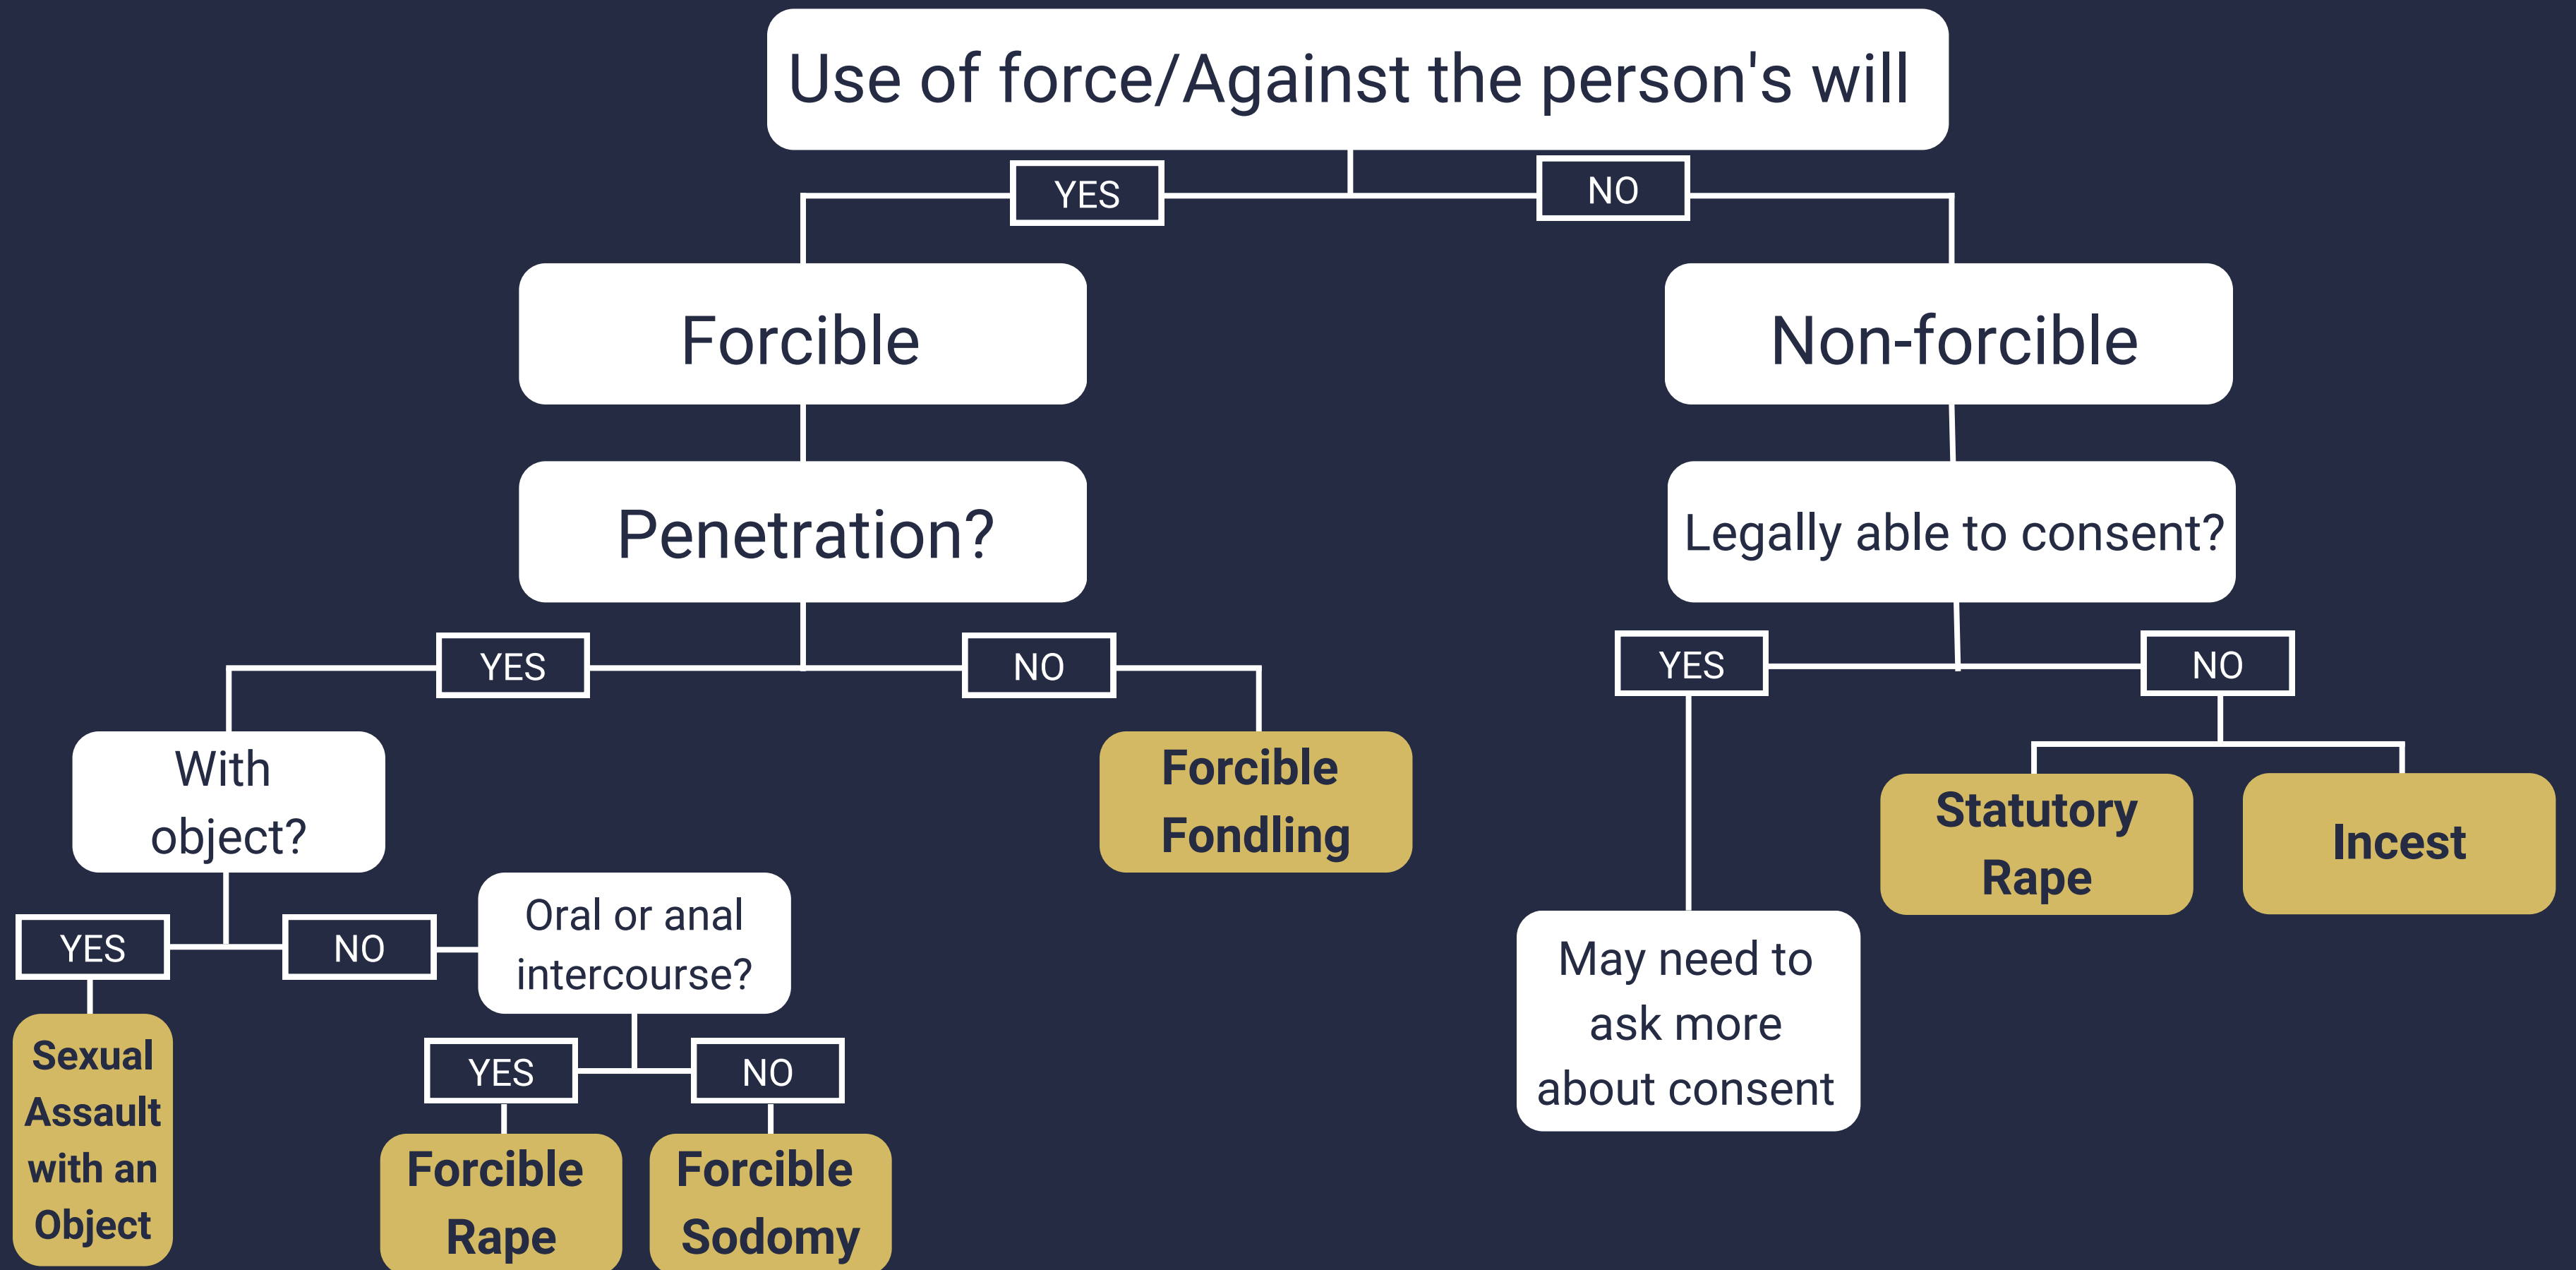 Use of force/Against the person's will
YES
NO
Forcible
Non-forcible
Penetration?
Legally able to consent?
YES
NO
YES
NO
With
object?
Forcible
Fondling
Statutory
Rape
Incest
YES
NO
Oral or anal
intercourse?
May need to
ask more
about consent
Sexual
Assault
with an
Object
YES
NO
Forcible
Rape
Forcible
Sodomy